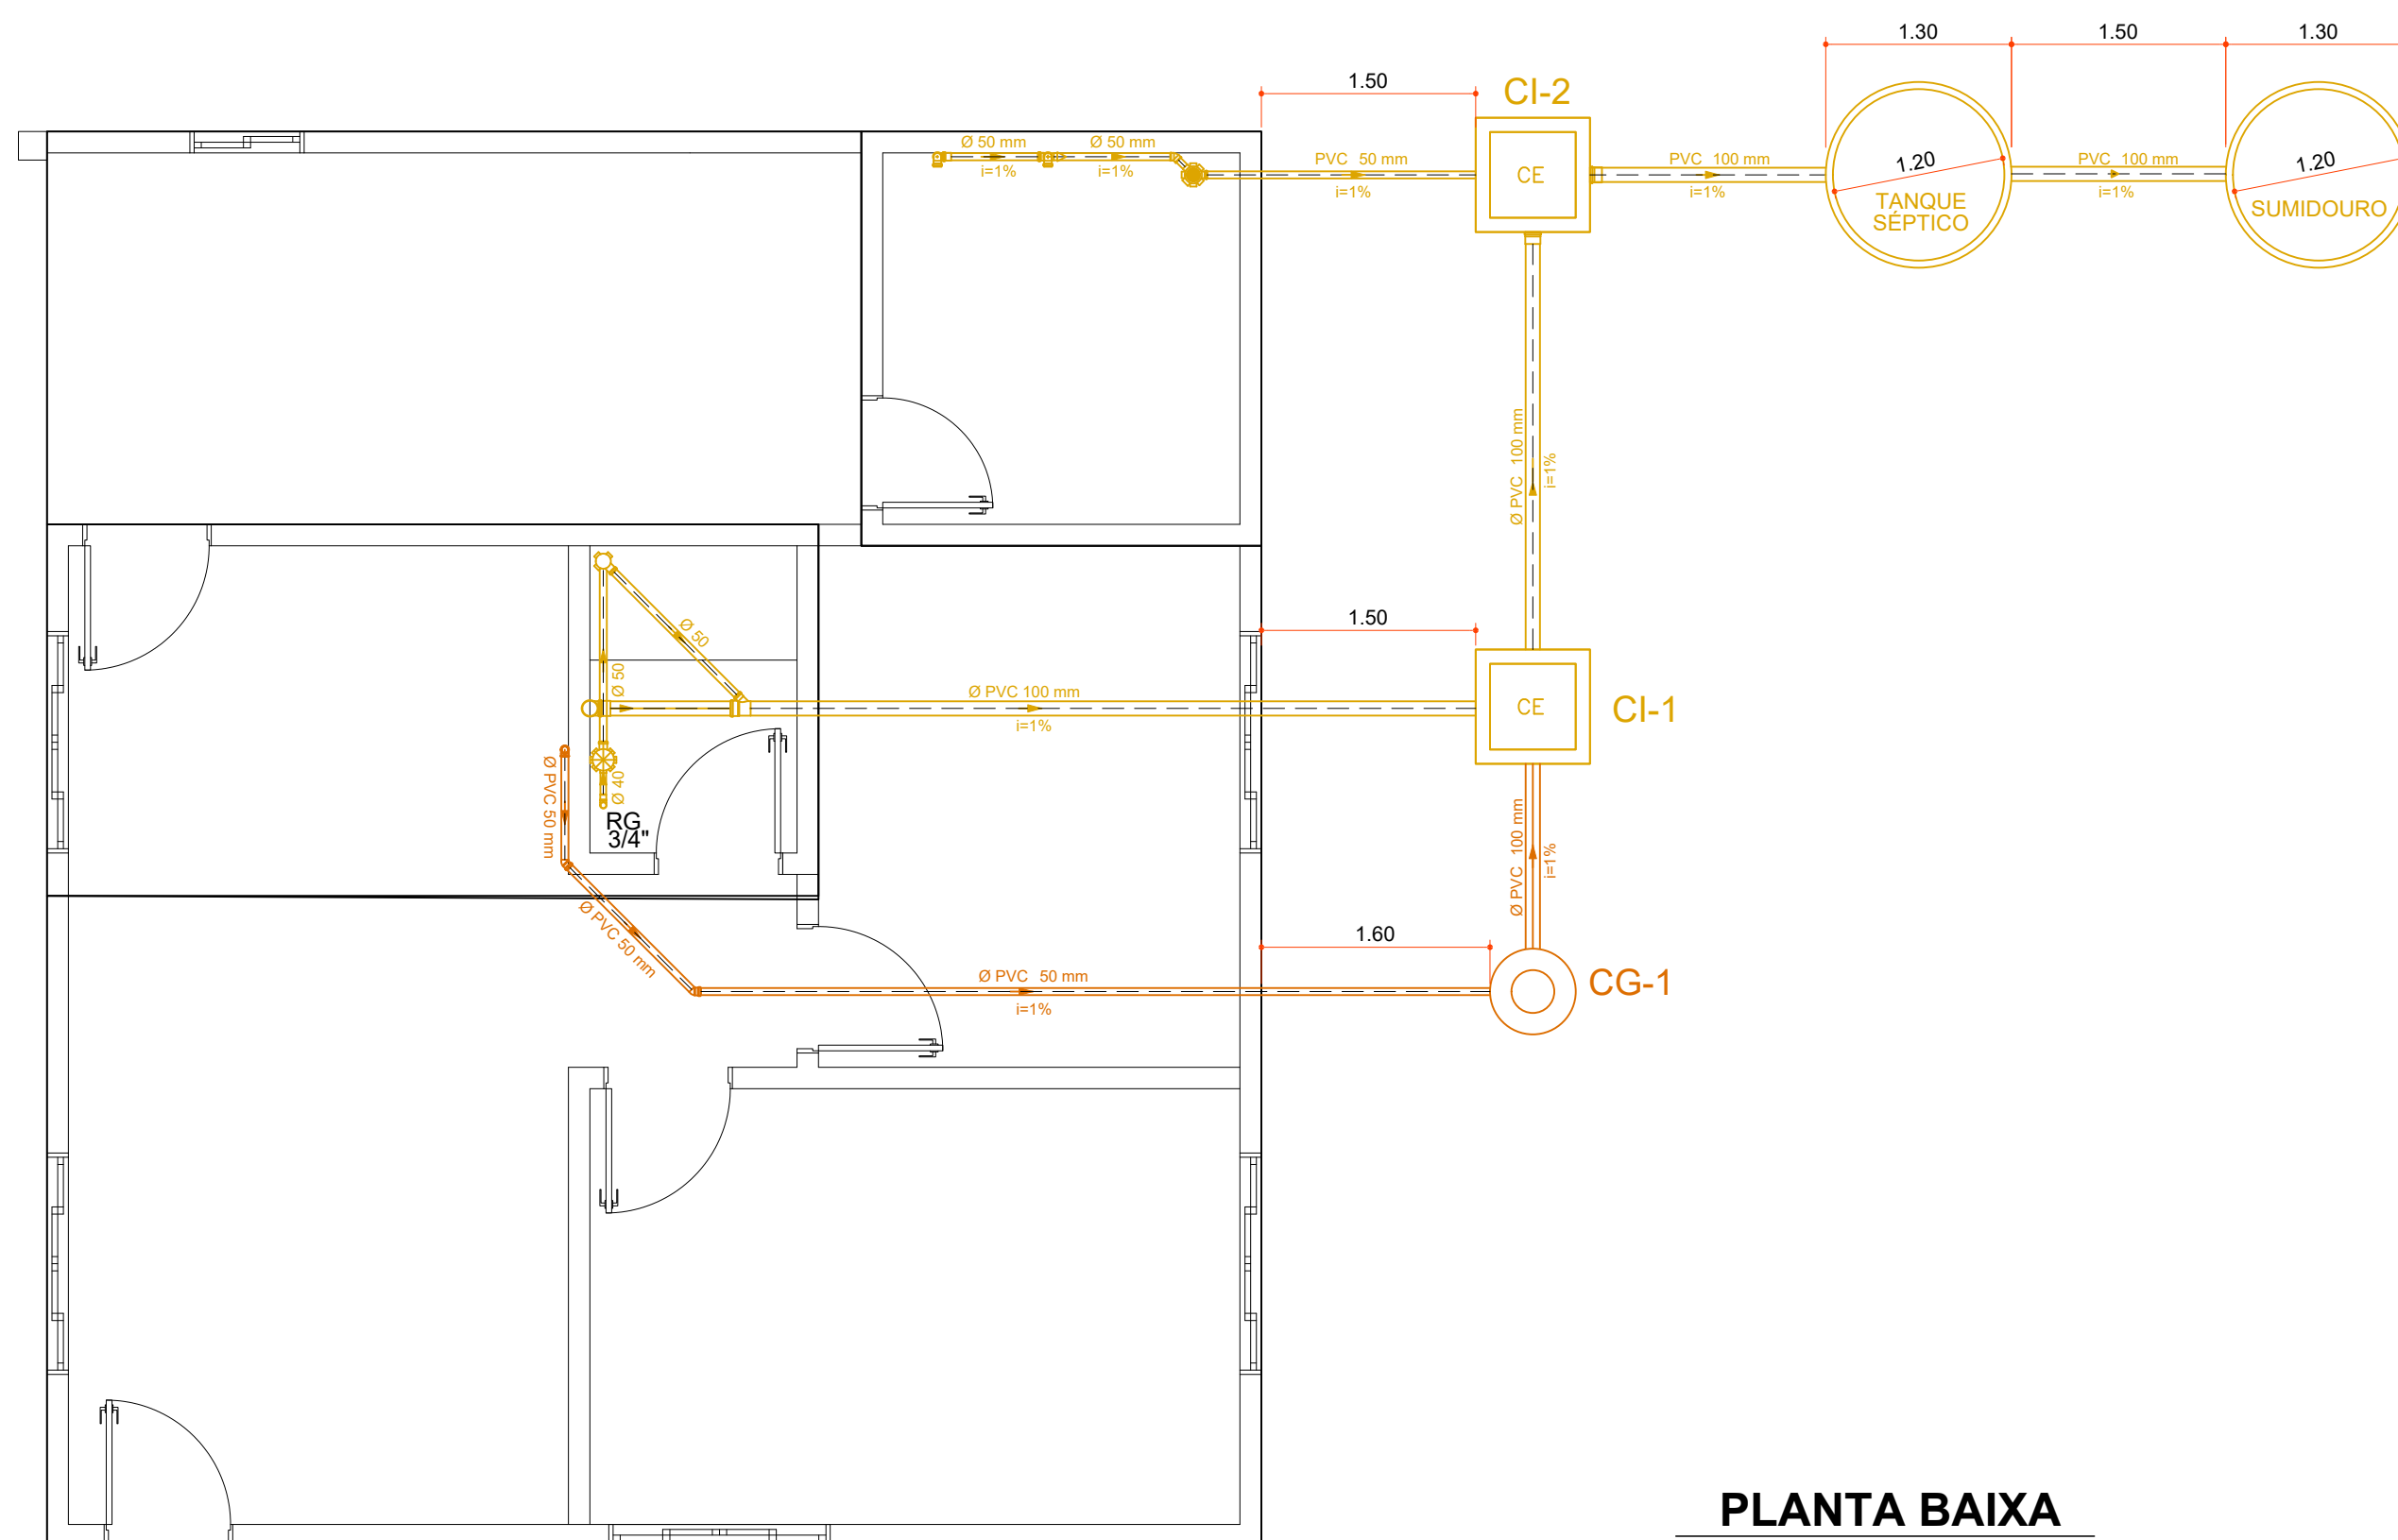 1.30
1.50
1.30
1.50
CI-2
Ø 50 mm
Ø 50 mm
i=1%
i=1%
PVC 50 mm
i=1%
CE
PVC 100 mm
i=1%
1.20
TANQUE
SÉPTICO
PVC 100 mm
i=1%
1.20
SUMIDOURO
Ø PVC 100 mm
i=1%
1.50
Ø 50
Ø 50
Ø PVC 100 mm
i=1%
CE
CI-1
Ø PVC 50 mm
Ø 40
RG
3/4"
Ø PVC 100 mm
i=1%
Ø PVC 50 mm
1.60
Ø PVC 50 mm
i=1%
CG-1
PLANTA BAIXA